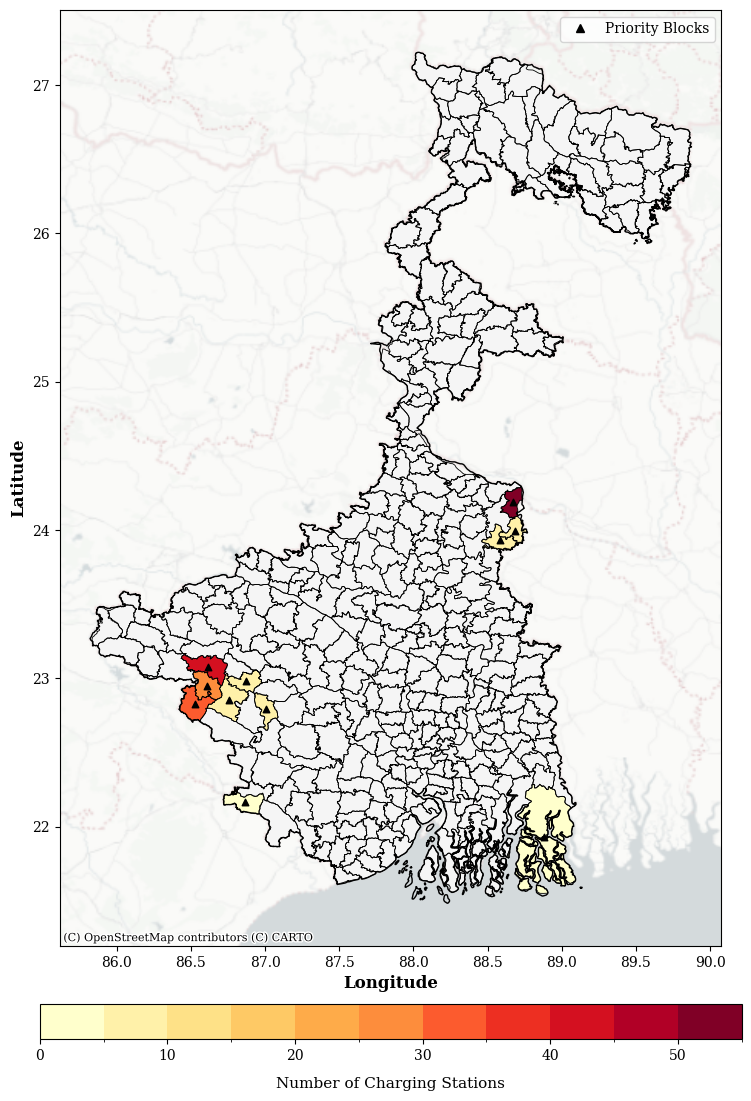 Priority Blocks
27
26
25
24
23
22
Latitude
(C) OpenStreetMap contributors (C) CARTO
86.0 86.5 87.0 87.5 88.0 88.5 89.0 89.5 90.0
Longitude
0 10 20 30 40 50
Number of Charging Stations